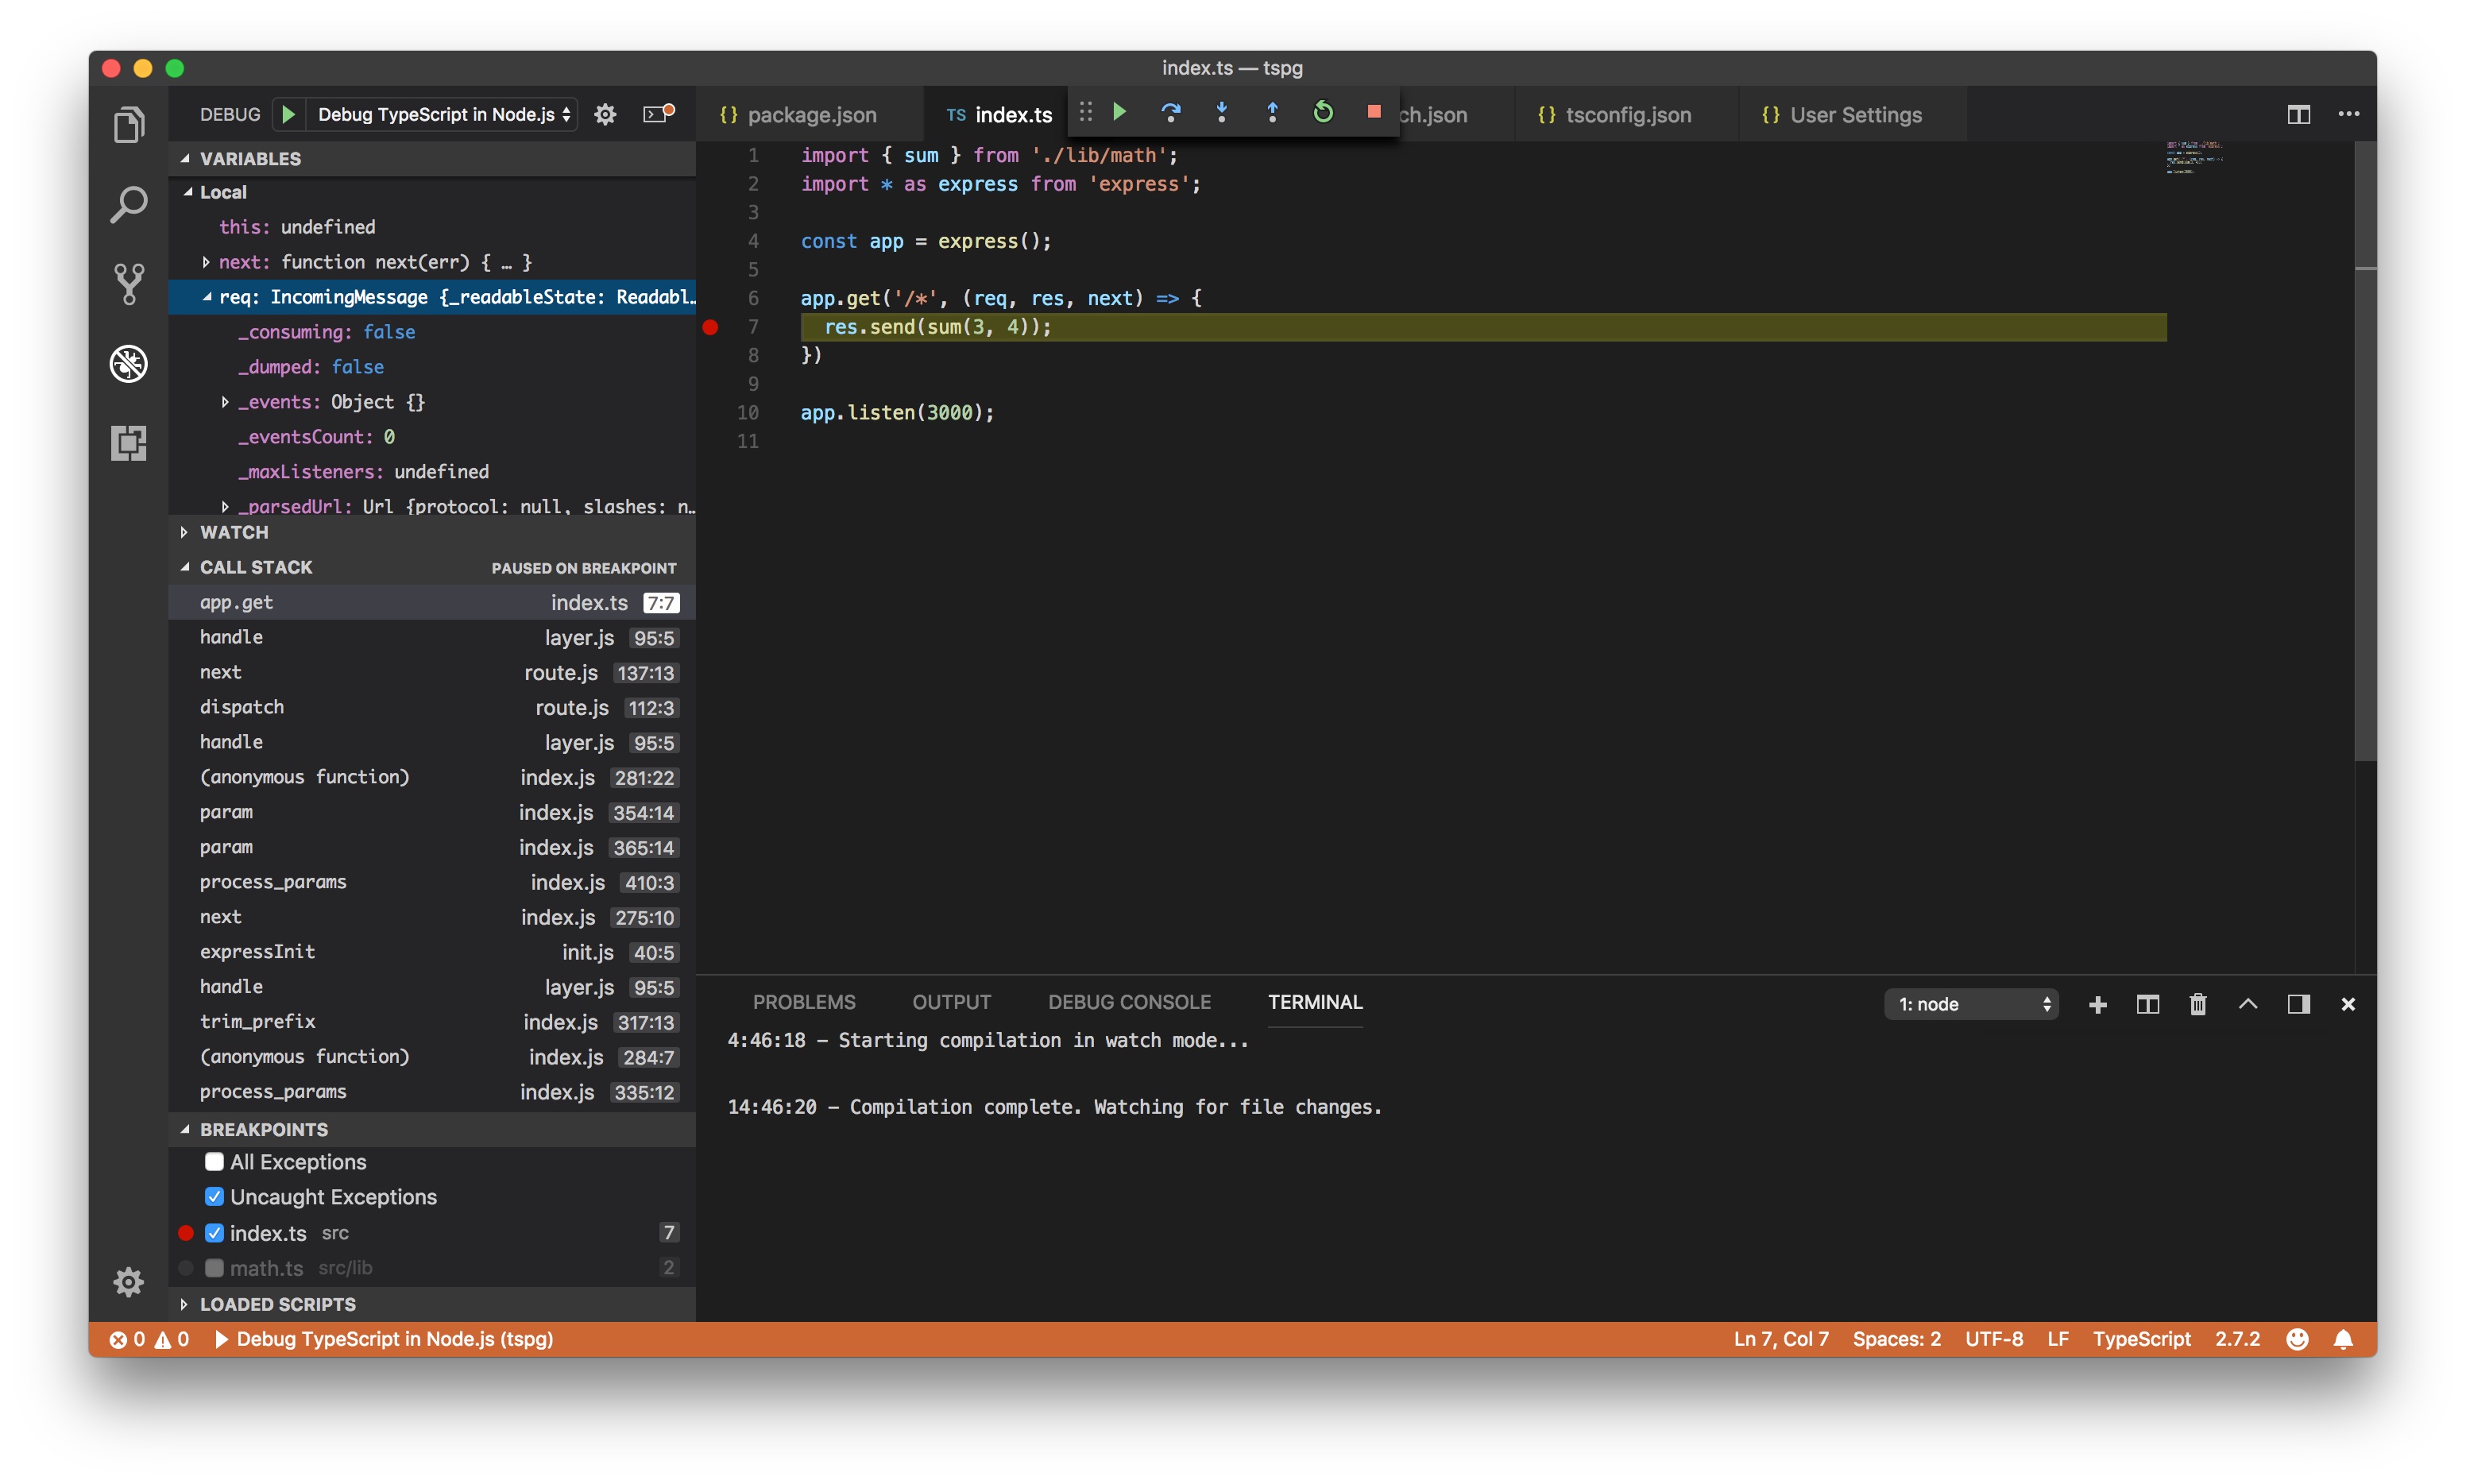 index.ts — tspg
DEBUG Debug TypeScript in Node.js
{} package.json
TS index.ts
ch.json
{} tsconfig.json
{} User Settings
VARIABLES
Local
this: undefined
next: function next(err) { … }
req: IncomingMessage {_readableState: Readabl…
_consuming: false
_dumped: false
_events: Object {}
_eventsCount: 0
_maxListeners: undefined
_parsedUrl: Url {protocol: null, slashes: n…
WATCH
CALL STACK PAUSED ON BREAKPOINT
app.get index.ts 7:7
handle layer.js 95:5
next route.js 137:13
dispatch route.js 112:3
handle layer.js 95:5
(anonymous function) index.js 281:22
param index.js 354:14
param index.js 365:14
process_params index.js 410:3
next index.js 275:10
expressInit init.js 40:5
handle layer.js 95:5
trim_prefix index.js 317:13
(anonymous function) index.js 284:7
process_params index.js 335:12
BREAKPOINTS
All Exceptions
Uncaught Exceptions
index.ts src 7
math.ts src/lib 2
LOADED SCRIPTS
1 import { sum } from './lib/math';
2 import * as express from 'express';
3
4 const app = express();
5
6 app.get('/*', (req, res, next) => {
7 res.send(sum(3, 4));
8 })
9
10 app.listen(3000);
11
PROBLEMS OUTPUT DEBUG CONSOLE TERMINAL 1: node
4:46:18 – Starting compilation in watch mode...
14:46:20 – Compilation complete. Watching for file changes.
0 0 Debug TypeScript in Node.js (tspg) Ln 7, Col 7 Spaces: 2 UTF-8 LF TypeScript 2.7.2